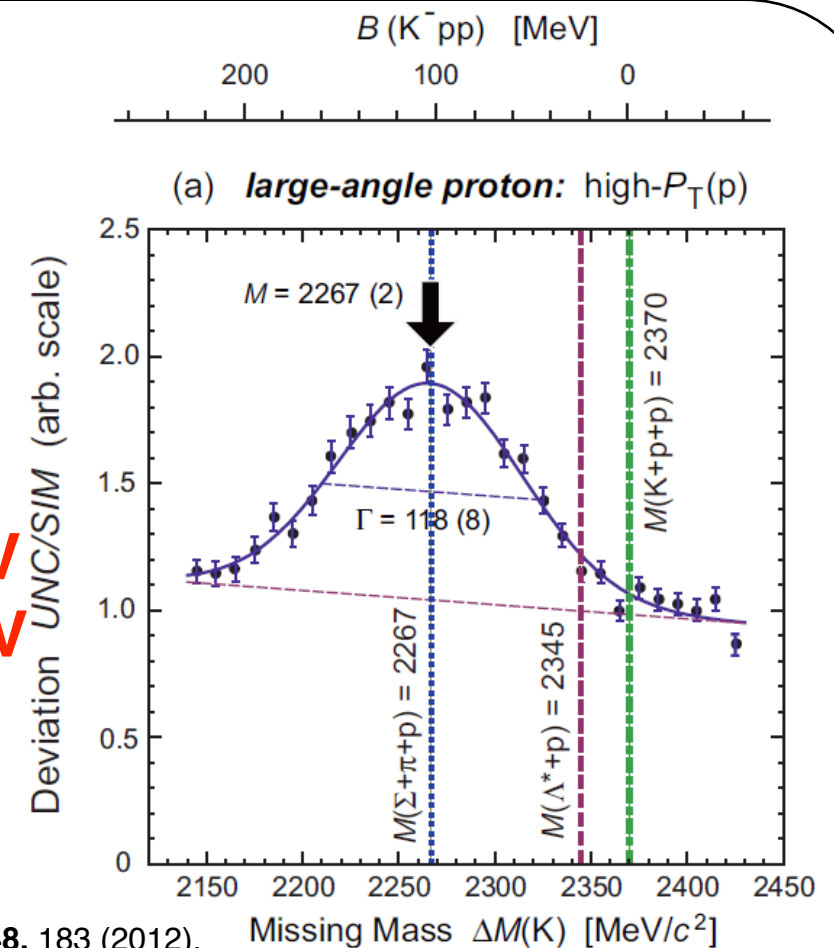 B (K⁻pp) [MeV]
200 100 0
(a) large-angle proton: high-P_T(p)
2.5
2.0
1.5
1.0
0.5
0
Deviation UNC/SIM (arb. scale)
M = 2267 (2)
Γ = 118 (8)
M(Σ+π+p) = 2267
M(Λ*+p) = 2345
M(K+p+p) = 2370
V
V
2150 2200 2250 2300 2350 2400 2450
Missing Mass ΔM(K) [MeV/c²]
8, 183 (2012).